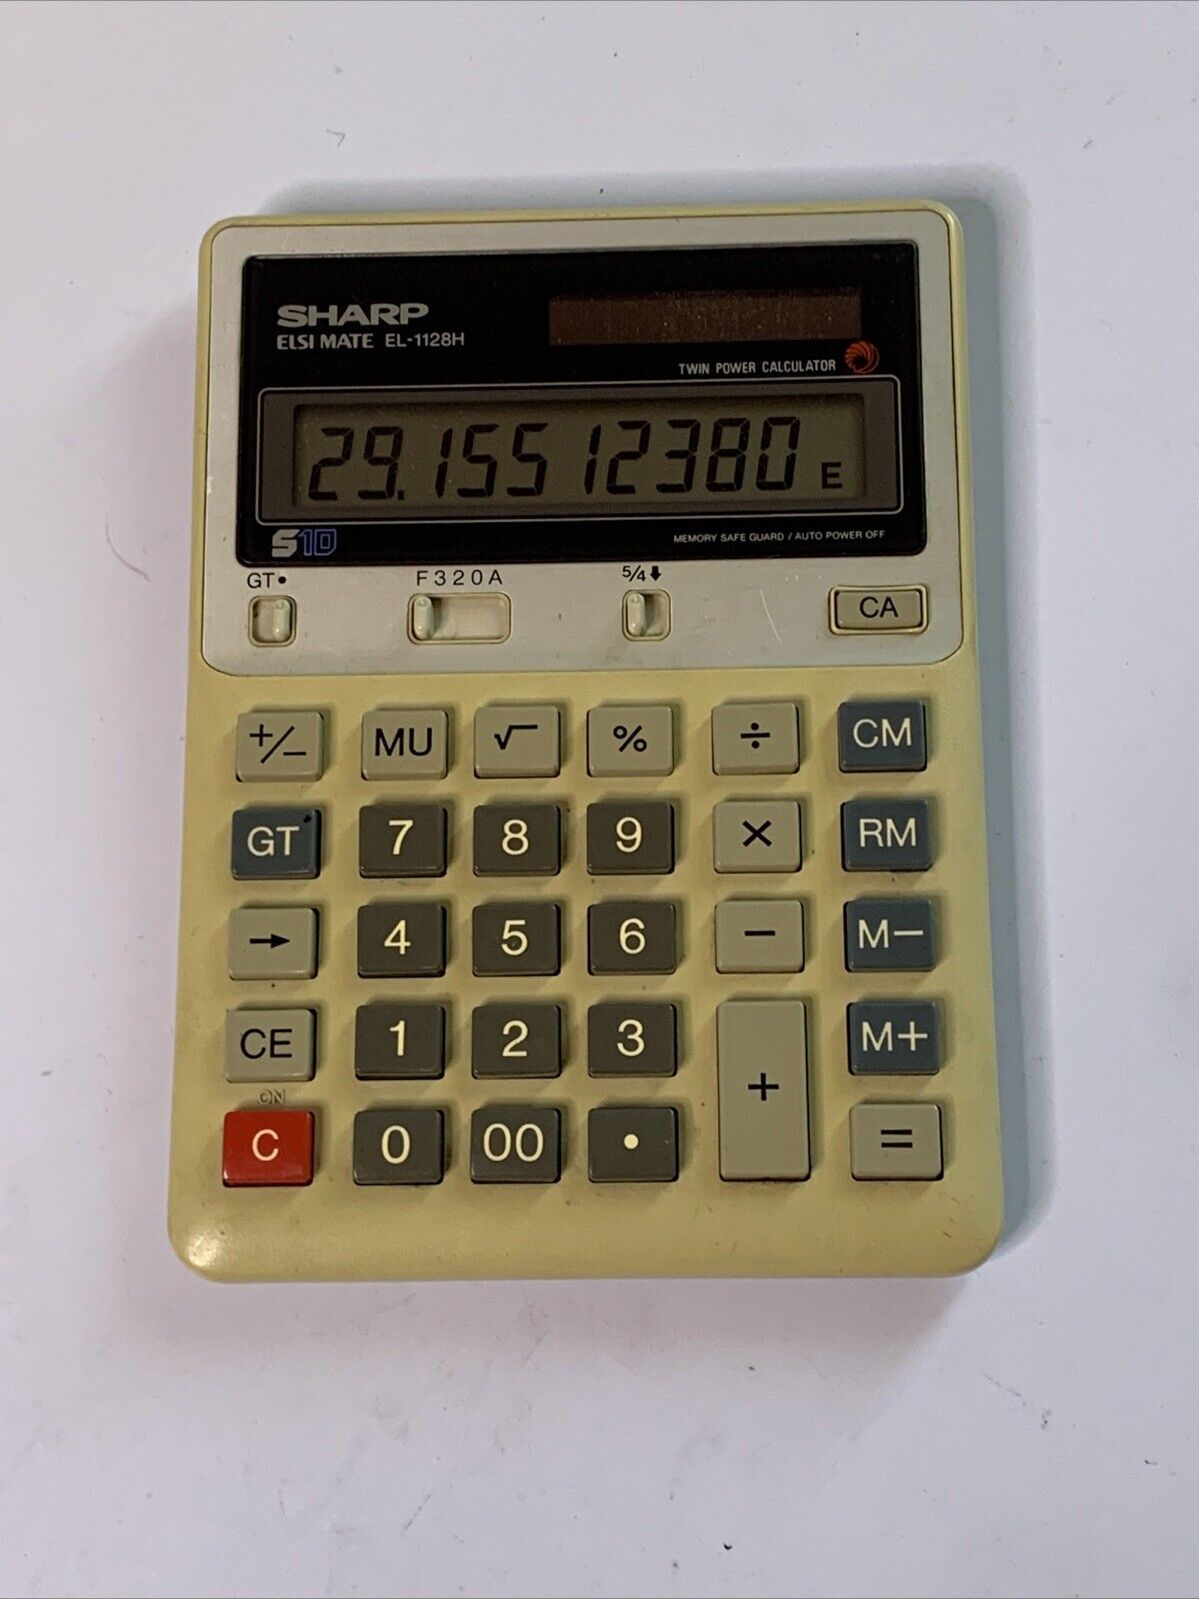 SHARP
ELSI MATE EL-1128H
TWIN POWER CALCULATOR
29.15512380 E
S1D
MEMORY SAFE GUARD / AUTO POWER OFF
GT• F320A 5/4⬇ CA
+/− MU √ % ÷ CM
GT 7 8 9 × RM
→ 4 5 6 − M−
CE 1 2 3 + M+
ON
C 0 00 • =